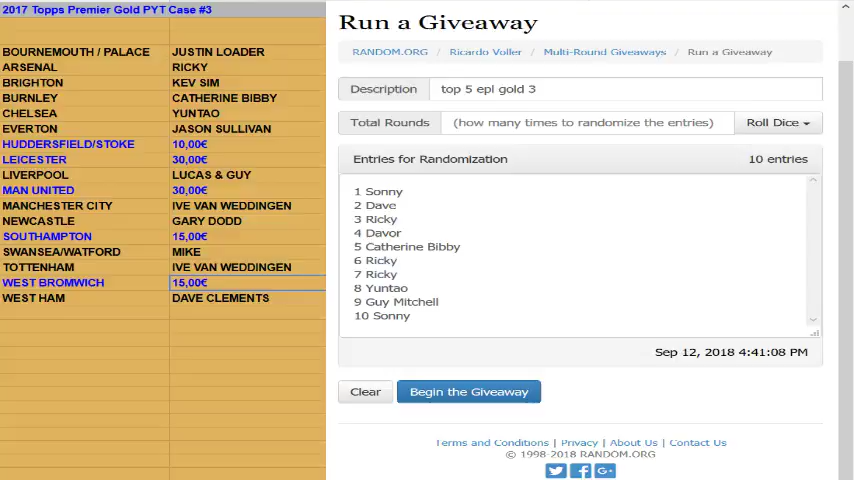 2017 Topps Premier Gold PYT Case #3
BOURNEMOUTH / PALACE JUSTIN LOADER
ARSENAL RICKY
BRIGHTON KEV SIM
BURNLEY CATHERINE BIBBY
CHELSEA YUNTAO
EVERTON JASON SULLIVAN
HUDDERSFIELD/STOKE 10,00€
LEICESTER 30,00€
LIVERPOOL LUCAS & GUY
MAN UNITED 30,00€
MANCHESTER CITY IVE VAN WEDDINGEN
NEWCASTLE GARY DODD
SOUTHAMPTON 15,00€
SWANSEA/WATFORD MIKE
TOTTENHAM IVE VAN WEDDINGEN
WEST BROMWICH 15,00€
WEST HAM DAVE CLEMENTS
Run a Giveaway
RANDOM.ORG / Ricardo Voller / Multi-Round Giveaways / Run a Giveaway
Description top 5 epl gold 3
Total Rounds (how many times to randomize the entries) Roll Dice
Entries for Randomization 10 entries
1 Sonny
2 Dave
3 Ricky
4 Davor
5 Catherine Bibby
6 Ricky
7 Ricky
8 Yuntao
9 Guy Mitchell
10 Sonny
Sep 12, 2018 4:41:08 PM
Clear Begin the Giveaway
Terms and Conditions | Privacy | About Us | Contact Us
© 1998-2018 RANDOM.ORG